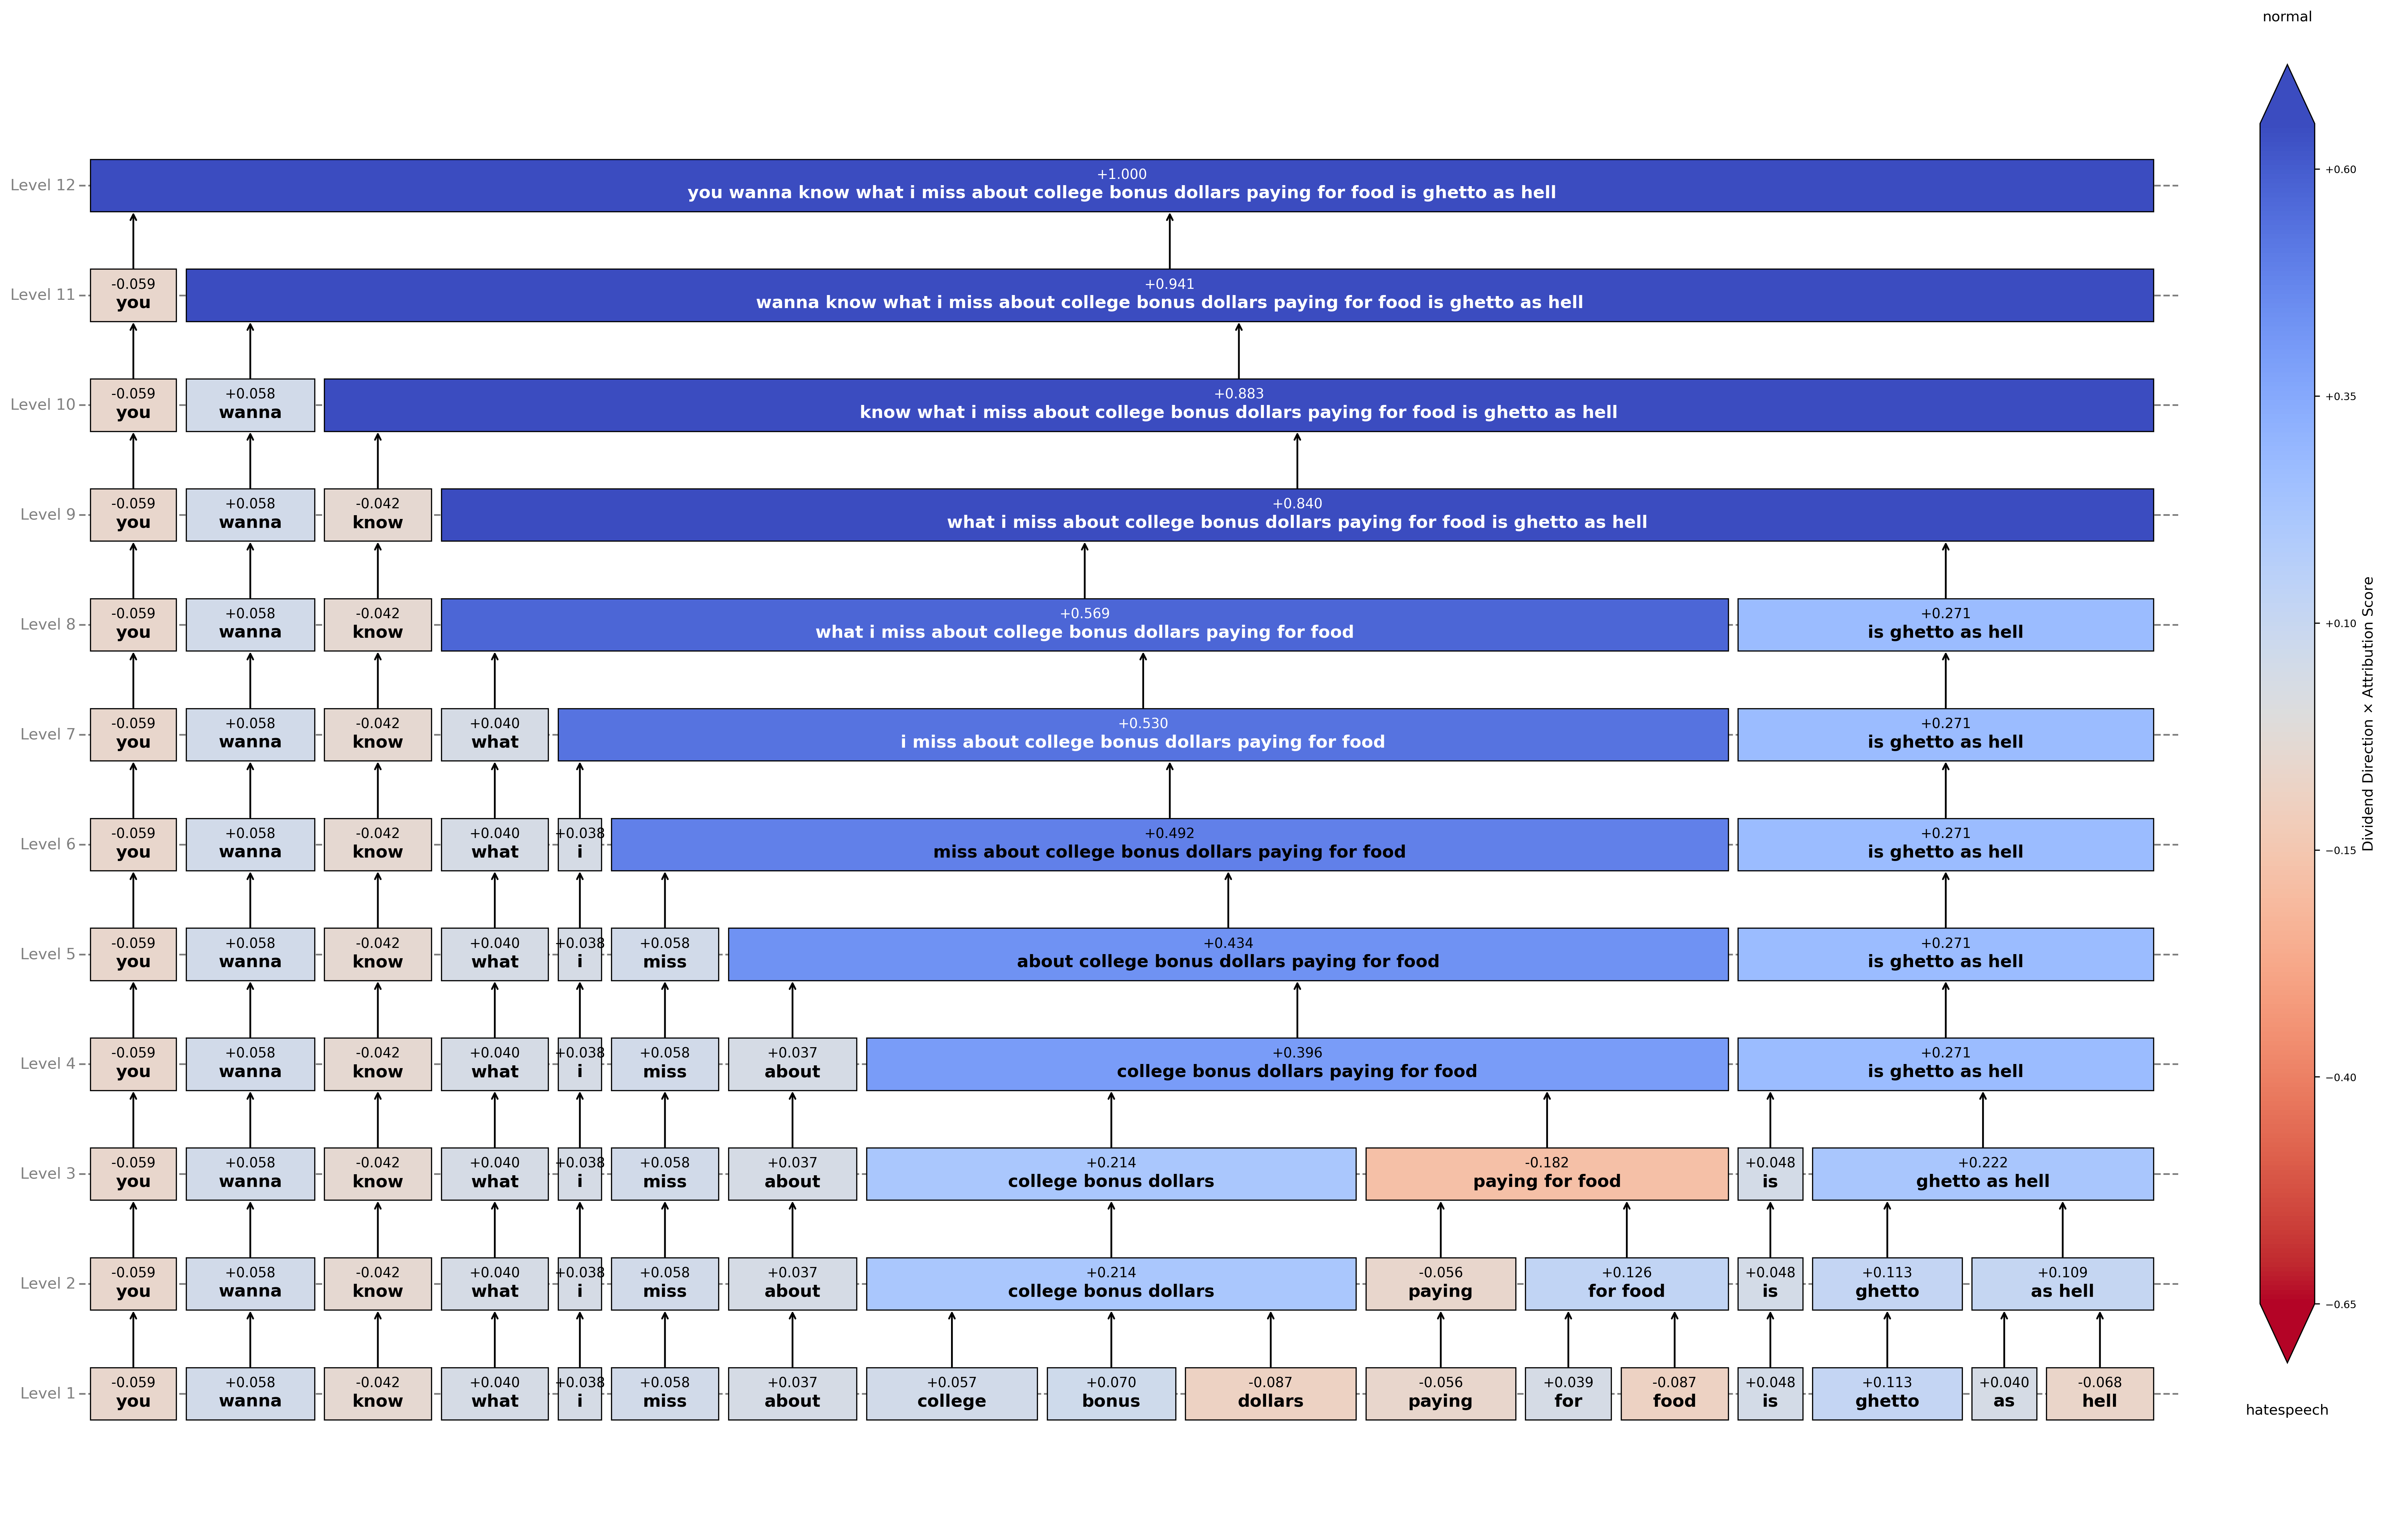 normal
Level 12
+1.000
you wanna know what i miss about college bonus dollars paying for food is ghetto as hell
Level 11
-0.059 +0.941
you wanna know what i miss about college bonus dollars paying for food is ghetto as hell
Level 10
-0.059 +0.058 +0.883
you wanna know what i miss about college bonus dollars paying for food is ghetto as hell
Level 9
-0.059 +0.058 -0.042 +0.840
you wanna know what i miss about college bonus dollars paying for food is ghetto as hell
Level 8
-0.059 +0.058 -0.042 +0.569 +0.271
you wanna know what i miss about college bonus dollars paying for food is ghetto as hell
Level 7
-0.059 +0.058 -0.042 +0.040 +0.530 +0.271
you wanna know what i miss about college bonus dollars paying for food is ghetto as hell
Level 6
-0.059 +0.058 -0.042 +0.040 +0.038 +0.492 +0.271
you wanna know what i miss about college bonus dollars paying for food is ghetto as hell
Level 5
-0.059 +0.058 -0.042 +0.040 +0.038 +0.058 +0.434 +0.271
you wanna know what i miss about college bonus dollars paying for food is ghetto as hell
Level 4
-0.059 +0.058 -0.042 +0.040 +0.038 +0.058 +0.037 +0.396 +0.271
you wanna know what i miss about college bonus dollars paying for food is ghetto as hell
Level 3
-0.059 +0.058 -0.042 +0.040 +0.038 +0.058 +0.037 +0.214 -0.182 +0.048 +0.222
you wanna know what i miss about college bonus dollars paying for food is ghetto as hell
Level 2
-0.059 +0.058 -0.042 +0.040 +0.038 +0.058 +0.037 +0.214 -0.056 +0.126 +0.048 +0.113 +0.109
you wanna know what i miss about college bonus dollars paying for food is ghetto as hell
Level 1
-0.059 +0.058 -0.042 +0.040 +0.038 +0.058 +0.037 +0.057 +0.070 -0.087 -0.056 +0.039 -0.087 +0.048 +0.113 +0.040 -0.068
you wanna know what i miss about college bonus dollars paying for food is ghetto as hell
+0.60
+0.35
+0.10
−0.15
−0.40
−0.65
Dividend Direction × Attribution Score
hatespeech